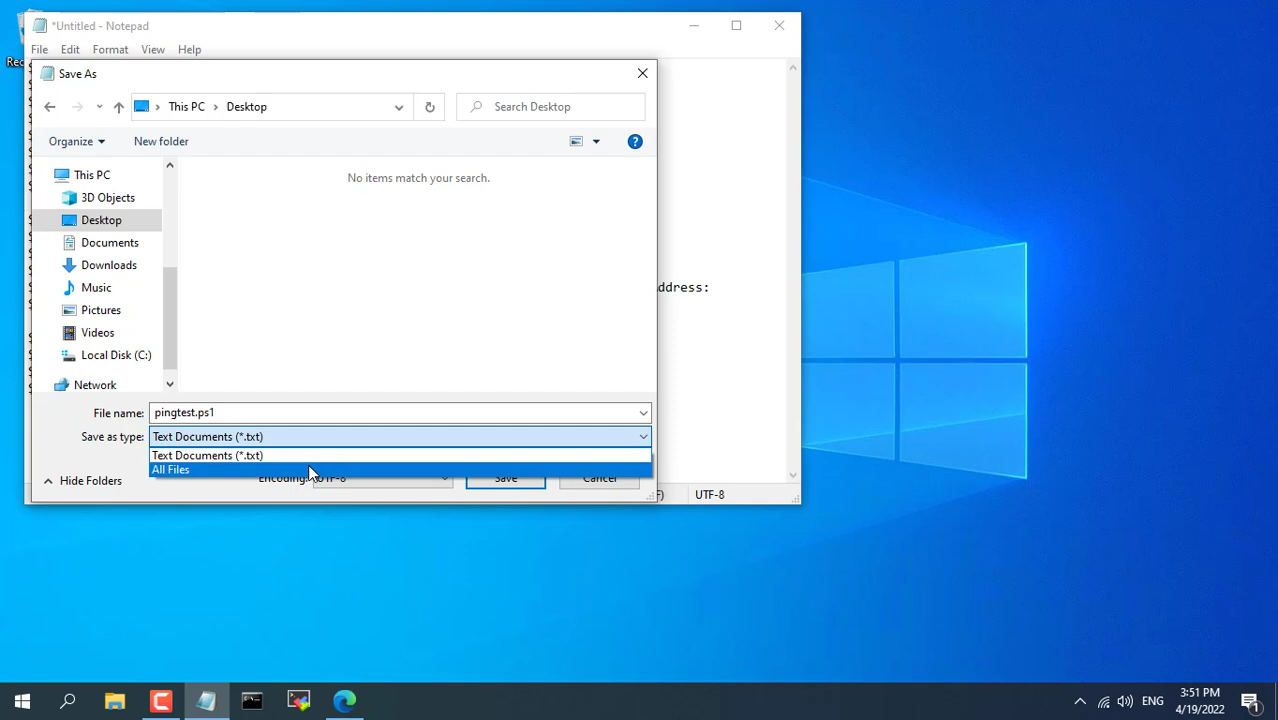 *Untitled - Notepad
File Edit Format View Help
Save As
This PC Desktop
Search Desktop
Organize New folder
This PC
3D Objects
Desktop
Documents
Downloads
Music
Pictures
Videos
Local Disk (C:)
Network
No items match your search.
ddress:
File name: pingtest.ps1
Save as type: Text Documents (*.txt)
Text Documents (*.txt)
All Files
Hide Folders
Encoding: UTF-8
Save
Cancel
F) UTF-8
ENG
3:51 PM
4/19/2022
1